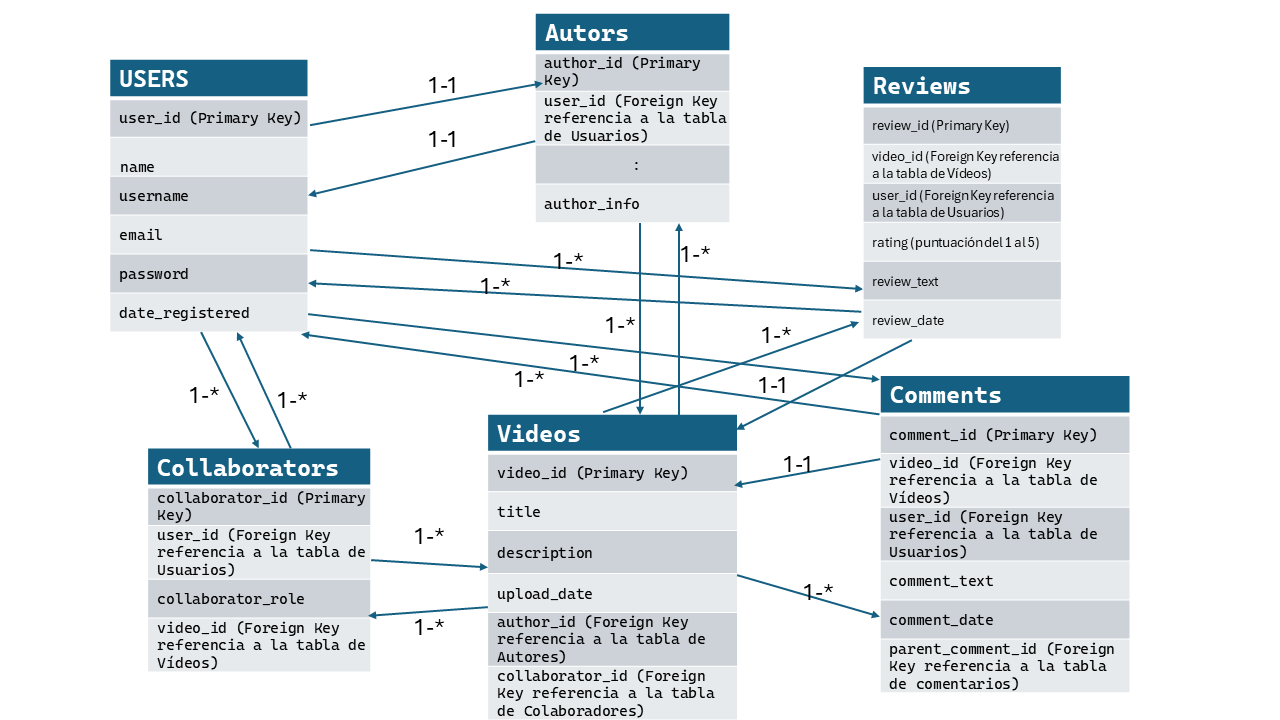 USERS
user_id (Primary Key)
name
username
email
password
date_registered
Autors
author_id (Primary
Key)
user_id (Foreign Key
referencia a la tabla
de Usuarios)
:
author_info
Reviews
review_id (Primary Key)
video_id (Foreign Key referencia
a la tabla de Vídeos)
user_id (Foreign Key referencia
a la tabla de Usuarios)
rating (puntuación del 1 al 5)
review_text
review_date
1-1
1-1
1-*
1-*
1-*
1-*
1-*
1-*
1-*
1-1
1-*
1-*
Collaborators
collaborator_id (Primary
Key)
user_id (Foreign Key
referencia a la tabla de
Usuarios)
collaborator_role
video_id (Foreign Key
referencia a la tabla de
Vídeos)
1-*
1-*
Videos
video_id (Primary Key)
title
description
upload_date
author_id (Foreign Key
referencia a la tabla de
Autores)
collaborator_id (Foreign
Key referencia a la tabla
de Colaboradores)
1-1
1-*
Comments
comment_id (Primary Key)
video_id (Foreign Key
referencia a la tabla de
Vídeos)
user_id (Foreign Key
referencia a la tabla de
Usuarios)
comment_text
comment_date
parent_comment_id (Foreign
Key referencia a la tabla
de comentarios)